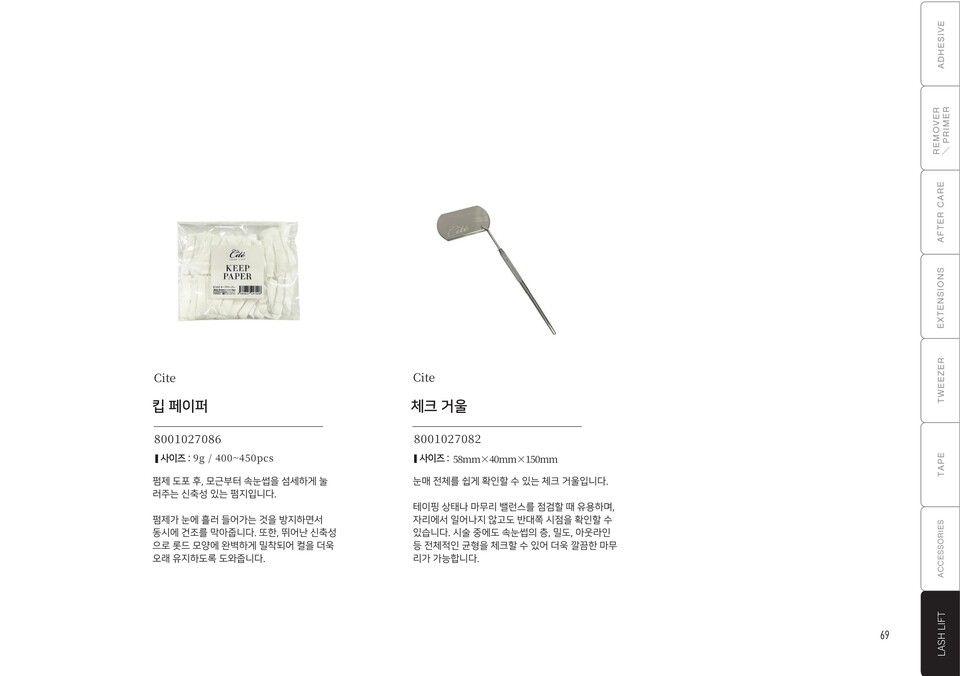 Cite
KEEP
PAPER
Cite
Cite
킵 페이퍼
8001027086
사이즈 : 9g / 400~450pcs
펌제 도포 후, 모근부터 속눈썹을 섬세하게 눌
러주는 신축성 있는 펌지입니다.
펌제가 눈에 흘러 들어가는 것을 방지하면서
동시에 건조를 막아줍니다. 또한, 뛰어난 신축성
으로 롯드 모양에 완벽하게 밀착되어 컬을 더욱
오래 유지하도록 도와줍니다.
Cite
체크 거울
8001027082
사이즈 : 58mm×40mm×150mm
눈매 전체를 쉽게 확인할 수 있는 체크 거울입니다.
테이핑 상태나 마무리 밸런스를 점검할 때 유용하며,
자리에서 일어나지 않고도 반대쪽 시점을 확인할 수
있습니다. 시술 중에도 속눈썹의 층, 밀도, 아웃라인
등 전체적인 균형을 체크할 수 있어 더욱 깔끔한 마무
리가 가능합니다.
ADHESIVE
REMOVER
/ PRIMER
AFTER CARE
EXTENSIONS
TWEEZER
TAPE
ACCESSORIES
LASH LIFT
69